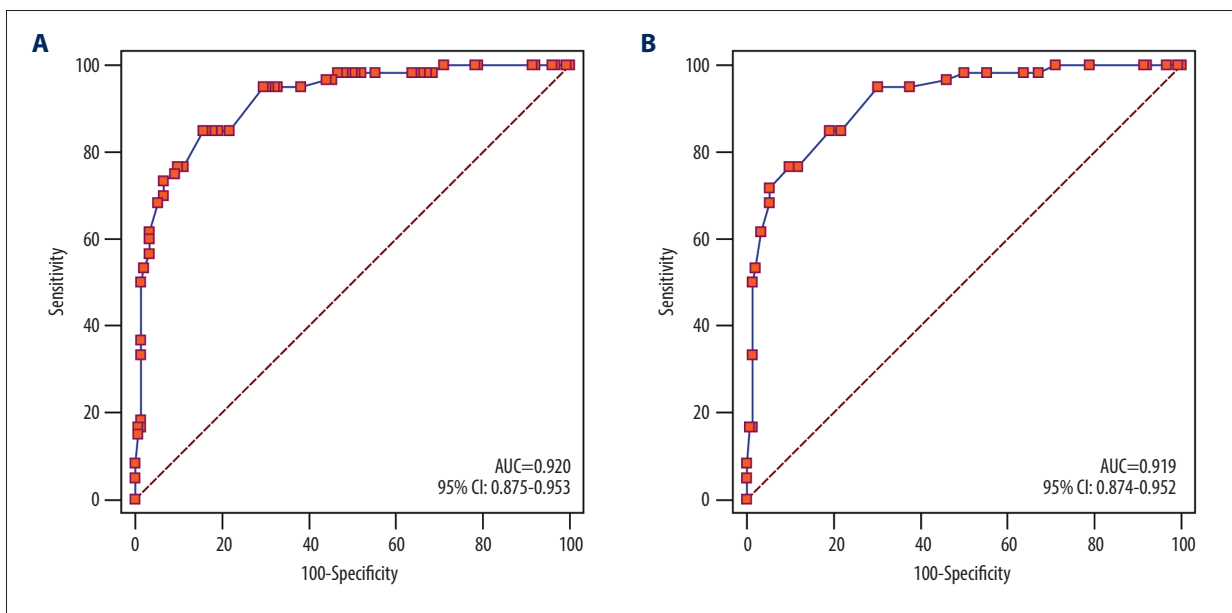 A
100
80
60
40
20
0
Sensitivity
AUC=0.920
95% CI: 0.875-0.953
0 20 40 60 80 100
100-Specificity
B
100
80
60
40
20
0
Sensitivity
AUC=0.919
95% CI: 0.874-0.952
0 20 40 60 80 100
100-Specificity